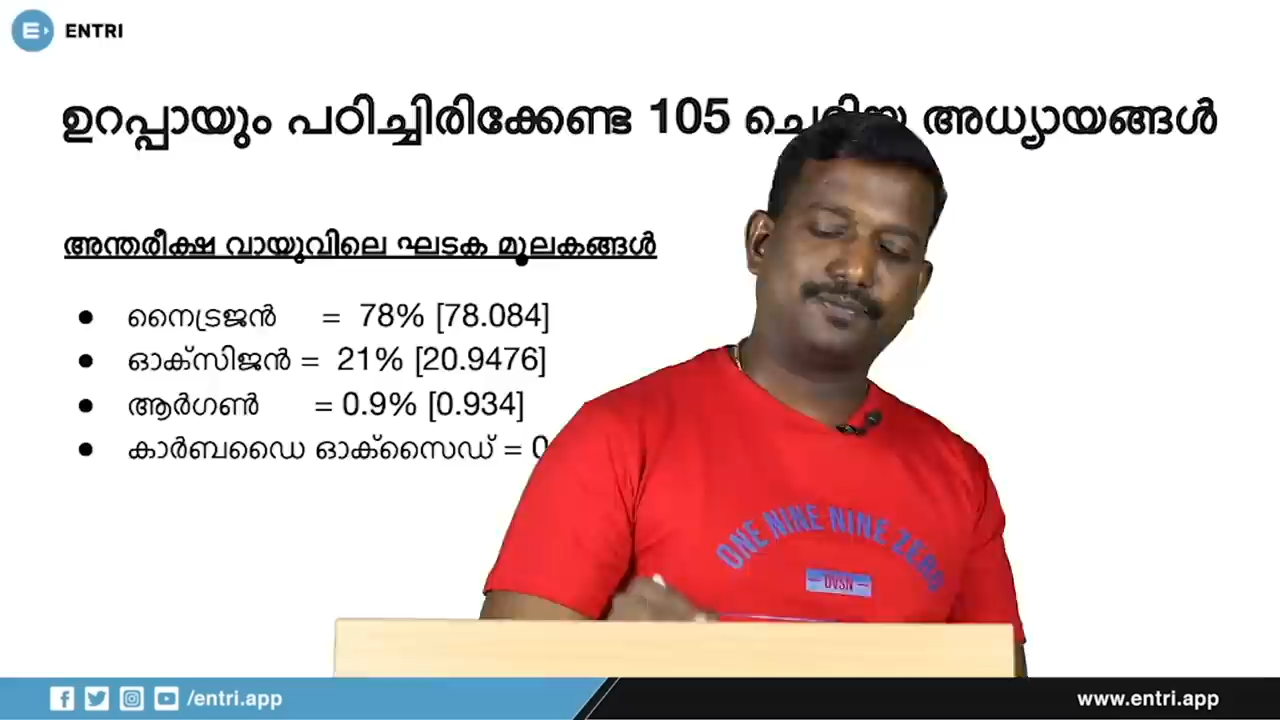 ENTRI
ഉറപ്പായും പഠിച്ചിരിക്കേണ്ട 105 ചെറിയ അധ്യായങ്ങൾ
അന്തരീക്ഷ വായുവിലെ ഘടക മൂലകങ്ങൾ
● നൈട്രജൻ = 78% [78.084]
● ഓക്സിജൻ = 21% [20.9476]
● ആർഗൺ = 0.9% [0.934]
● കാർബഡൈ ഓക്സൈഡ് = 0
ONE NINE NINE ZERO
/entri.app
www.entri.app